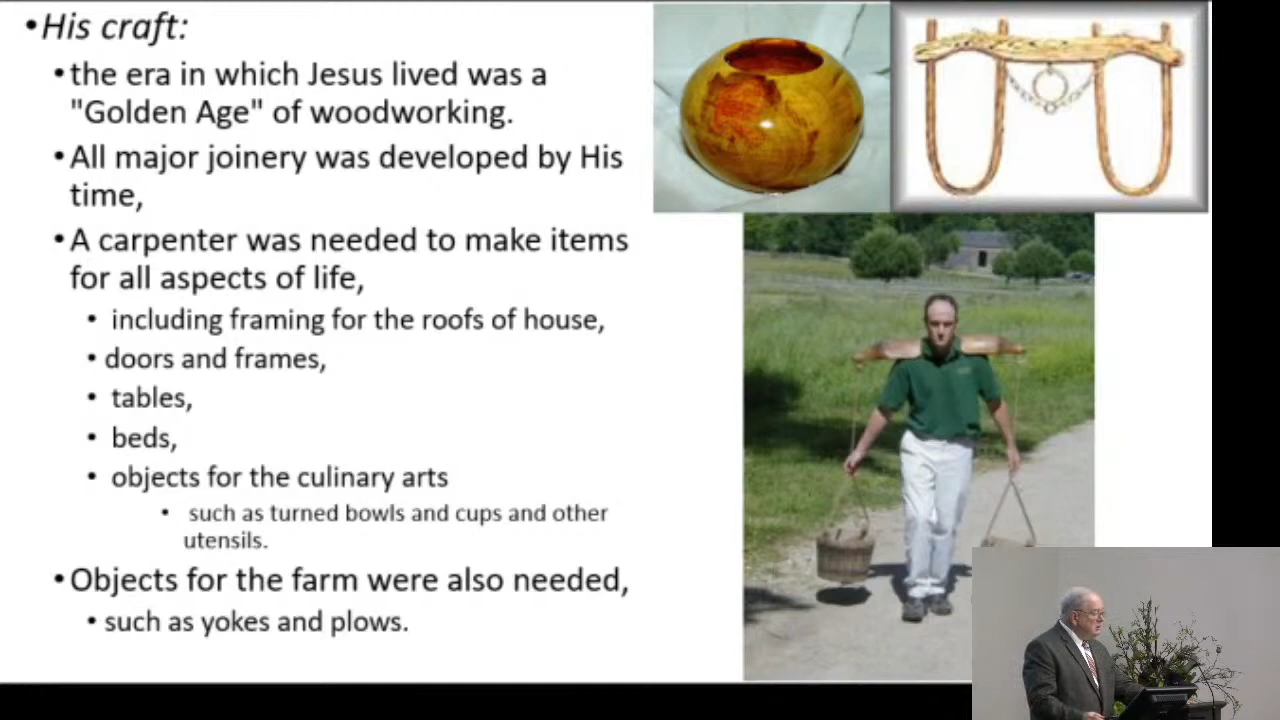 •His craft:
•the era in which Jesus lived was a
"Golden Age" of woodworking.
•All major joinery was developed by His
time,
•A carpenter was needed to make items
for all aspects of life,
• including framing for the roofs of house,
• doors and frames,
• tables,
• beds,
• objects for the culinary arts
• such as turned bowls and cups and other
utensils.
•Objects for the farm were also needed,
• such as yokes and plows.